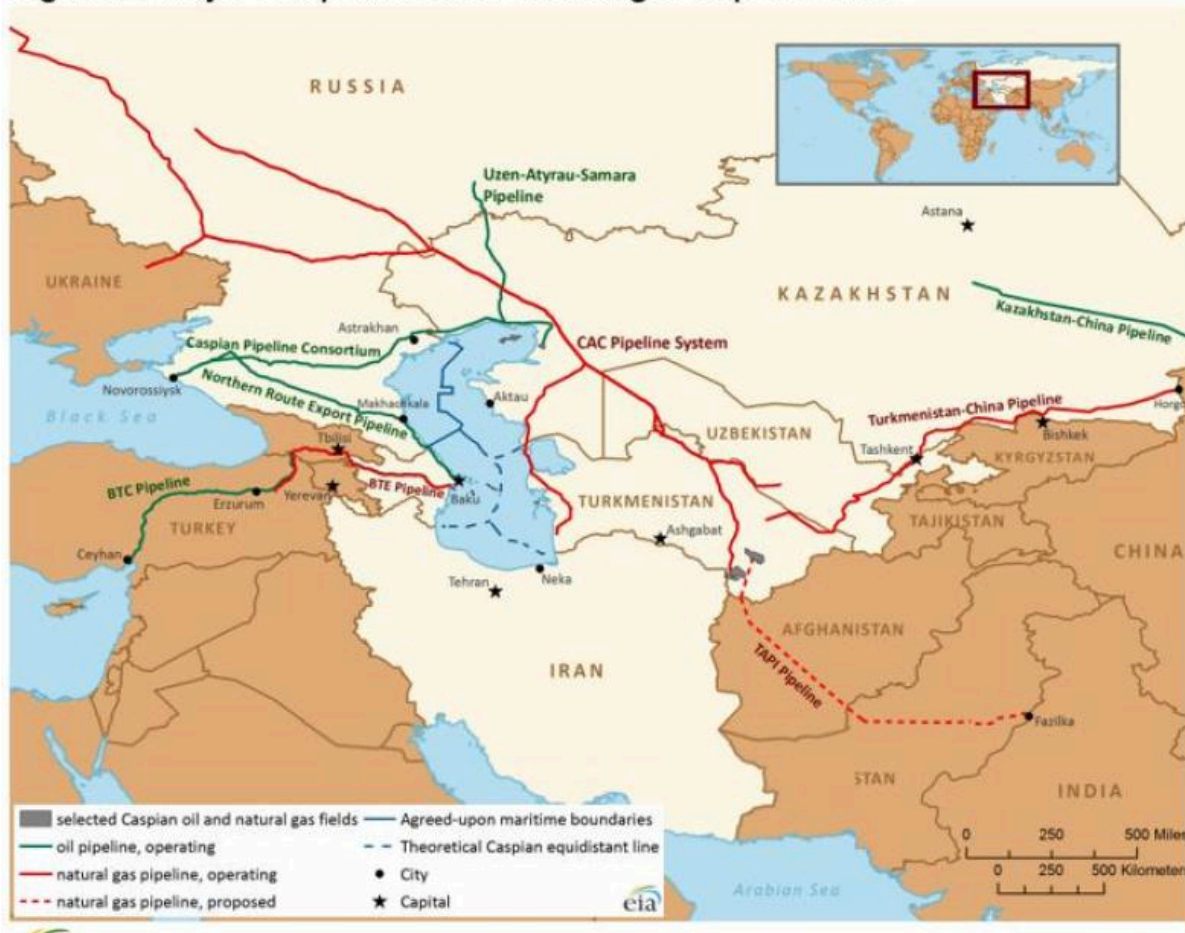 RUSSIA
Uzen-Atyrau-Samara
Pipeline
Astana
UKRAINE
KAZAKHSTAN
Kazakhstan-China Pipeline
Astrakhan
Caspian Pipeline Consortium
CAC Pipeline System
Novorossiysk
Northern Route Export Pipeline
Makhachkala
Aktau
Turkmenistan-China Pipeline
Black Sea
Bishkek
Tbilisi
UZBEKISTAN
Tashkent
KYRGYZSTAN
BTC Pipeline
BTE Pipeline
Baku
Erzurum
Yerevan
TURKMENISTAN
TURKEY
Ashgabat
TAJIKISTAN
Ceyhan
CHINA
Tehran
Neka
AFGHANISTAN
IRAN
TAPI Pipeline
Fazilka
STAN
INDIA
selected Caspian oil and natural gas fields
Agreed-upon maritime boundaries
oil pipeline, operating
Theoretical Caspian equidistant line
natural gas pipeline, operating
City
natural gas pipeline, proposed
Capital
eia
0 250 500 Miles
0 250 500 Kilometers
Arabian Sea